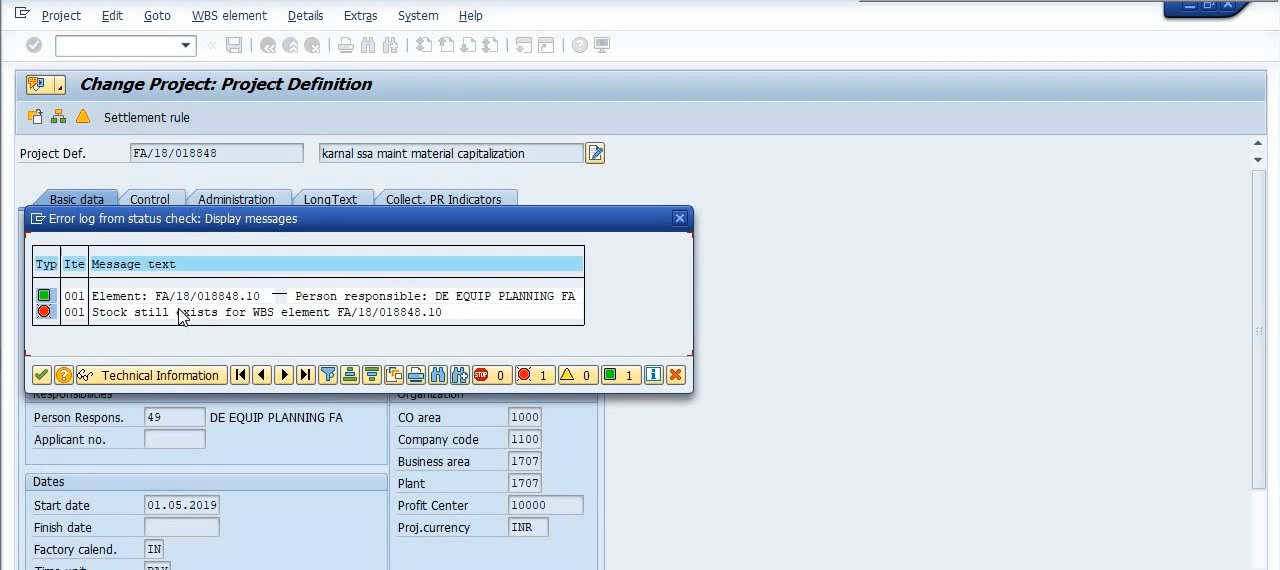 Project Edit Goto WBS element Details Extras System Help
Change Project: Project Definition
Settlement rule
Project Def. FA/18/018848 karnal ssa maint material capitalization
Basic data Control Administration LongText Collect. PR Indicators
Error log from status check: Display messages
Typ Ite Message text
001 Element: FA/18/018848.10 — Person responsible: DE EQUIP PLANNING FA
001 Stock still exists for WBS element FA/18/018848.10
Technical Information STOP 0 1 0 1
Responsibilities Organization
Person Respons. 49 DE EQUIP PLANNING FA CO area 1000
Applicant no. Company code 1100
Business area 1707
Dates Plant 1707
Start date 01.05.2019 Profit Center 10000
Finish date Proj.currency INR
Factory calend. IN
Time unit DAY